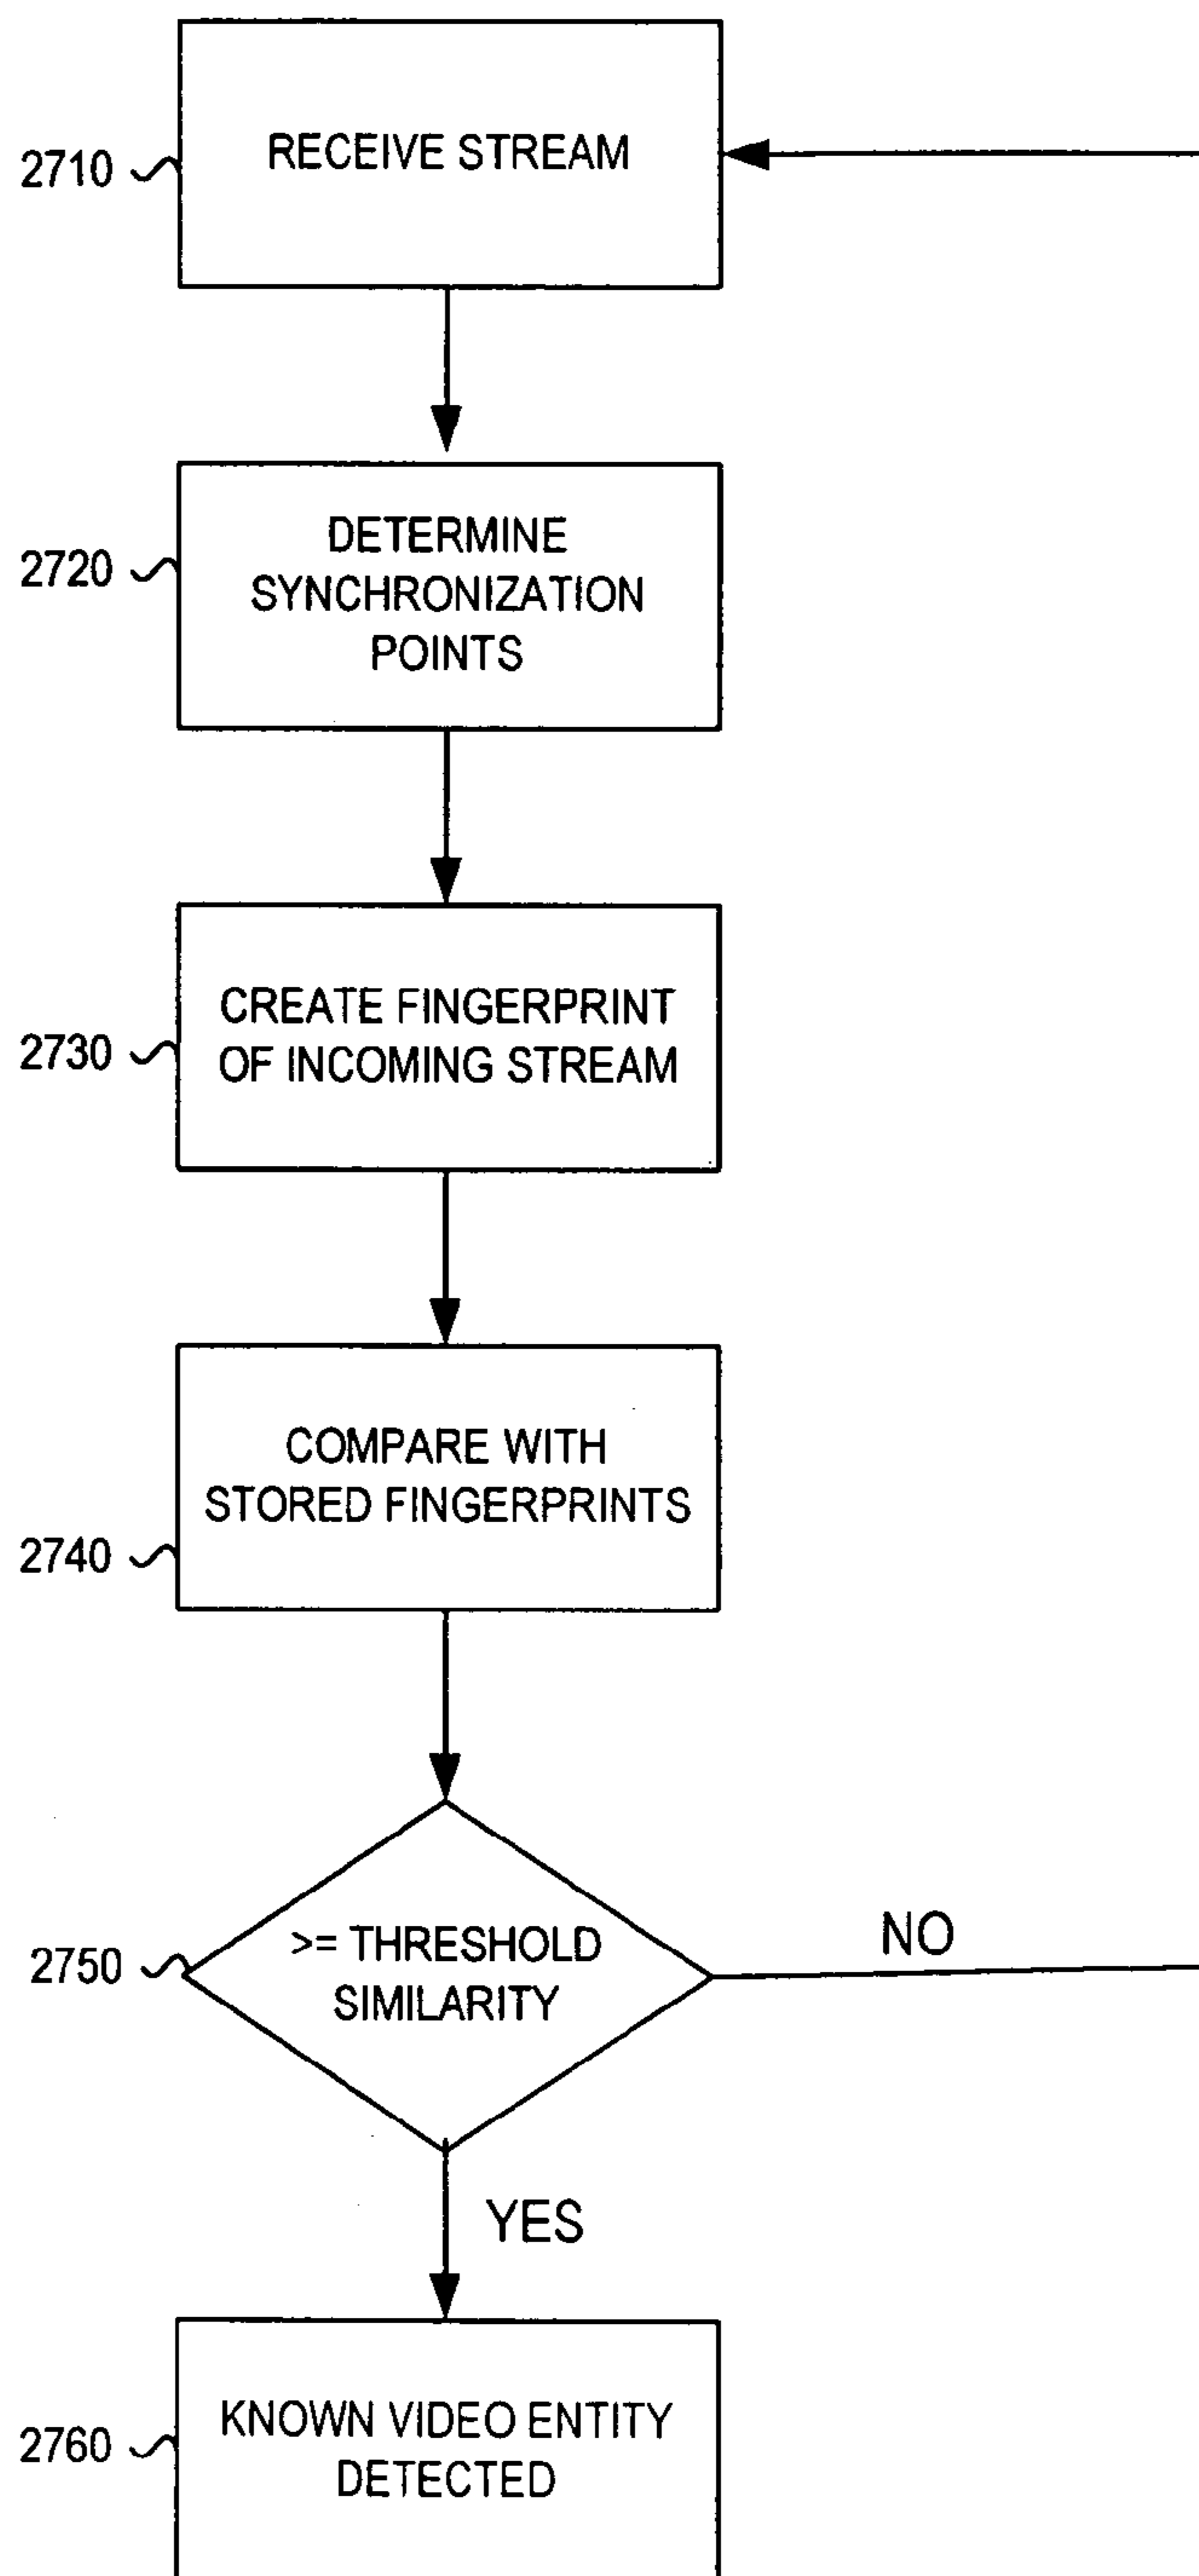 2710
RECEIVE STREAM
2720
DETERMINE
SYNCHRONIZATION
POINTS
2730
CREATE FINGERPRINT
OF INCOMING STREAM
2740
COMPARE WITH
STORED FINGERPRINTS
2750
>= THRESHOLD
SIMILARITY
NO
YES
2760
KNOWN VIDEO ENTITY
DETECTED